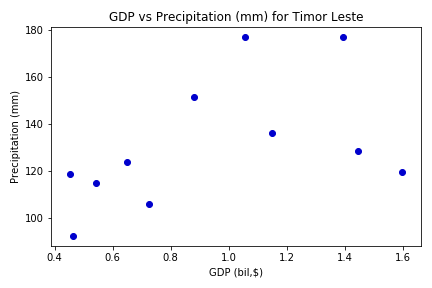 GDP vs Precipitation (mm) for Timor Leste
180
160
140
120
100
Precipitation (mm)
0.4 0.6 0.8 1.0 1.2 1.4 1.6
GDP (bil,$)